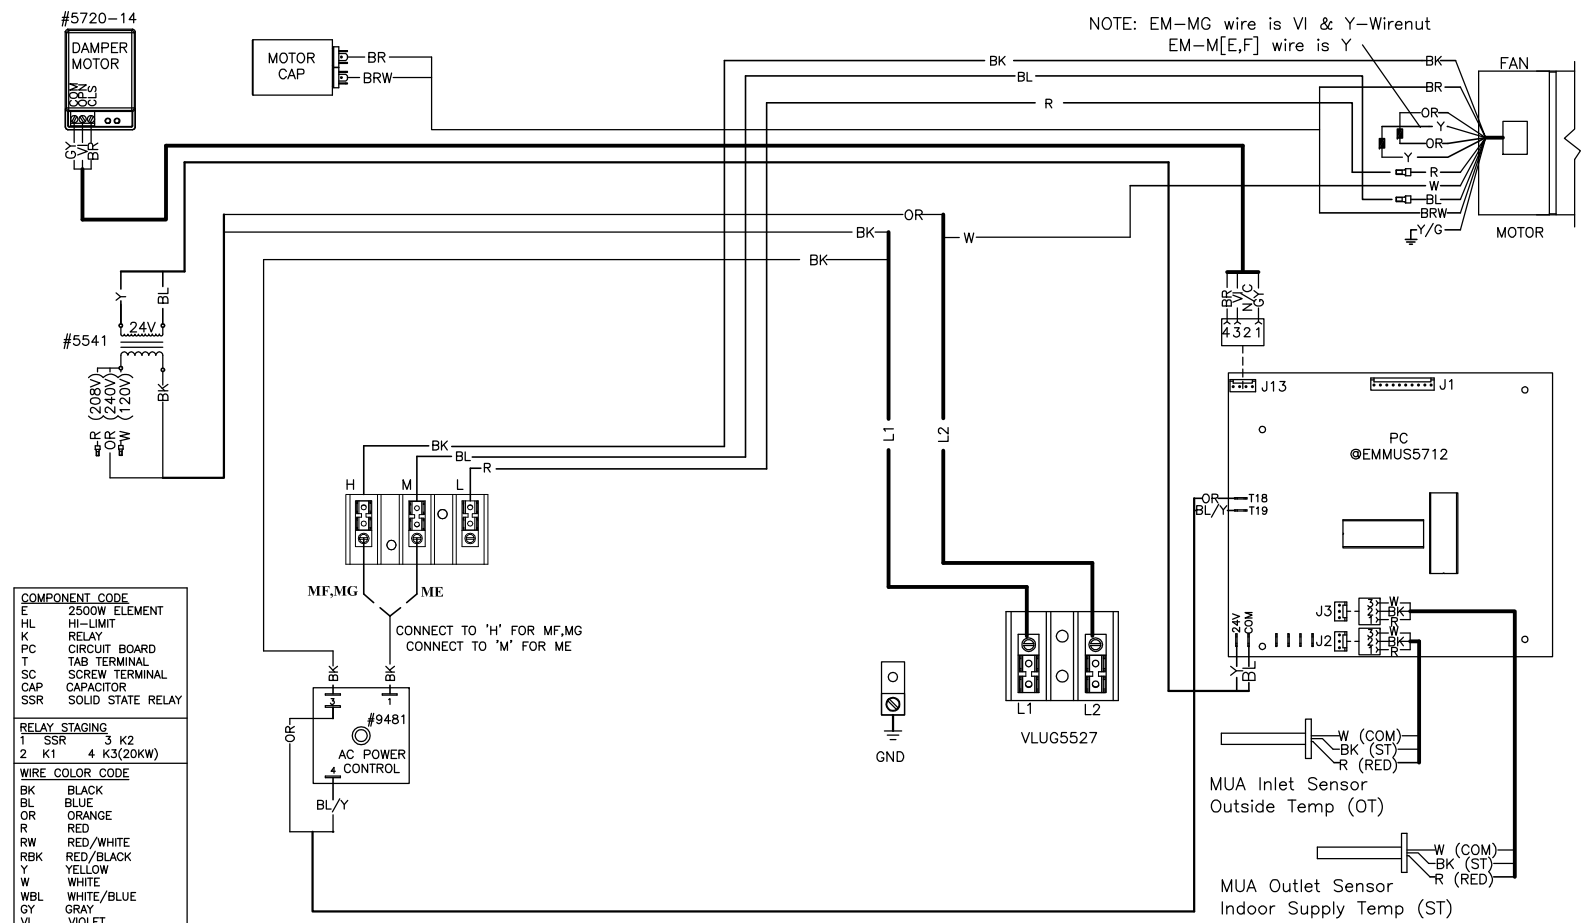 #5720-14
DAMPER
MOTOR
COM
OPN
CLS
GY
VI
BR
MOTOR
CAP
BR
BRW
NOTE: EM-MG wire is VI & Y-Wirenut
EM-M[E,F] wire is Y
BK
BL
R
BK
BR
OR
Y
OR
Y
R
W
BL
BRW
Y/G
FAN
MOTOR
OR
BK
W
BK
Y
BL
24V
#5541
(208V)
(240V)
(120V)
BK
R
OR
W
BR
VI
N/C
GY
4 3 2 1
J13
J1
PC
@EMMUS5712
L1
L2
BK
BL
R
H
M
L
OR
T18
BL/Y
T19
MF,MG
ME
CONNECT TO 'H' FOR MF,MG
CONNECT TO 'M' FOR ME
J3
3
2
1
W
BK
R
J2
3
2
1
W
BK
R
24V
COM
Y
BL
BK
BK
3
1
#9481
AC POWER
CONTROL
4
OR
BL/Y
GND
L1
L2
VLUG5527
W (COM)
BK (ST)
R (RED)
MUA Inlet Sensor
Outside Temp (OT)
W (COM)
BK (ST)
R (RED)
MUA Outlet Sensor
Indoor Supply Temp (ST)
COMPONENT CODE
E 2500W ELEMENT
HL HI-LIMIT
K RELAY
PC CIRCUIT BOARD
T TAB TERMINAL
SC SCREW TERMINAL
CAP CAPACITOR
SSR SOLID STATE RELAY
RELAY STAGING
1 SSR 3 K2
2 K1 4 K3(20KW)
WIRE COLOR CODE
BK BLACK
BL BLUE
OR ORANGE
R RED
RW RED/WHITE
RBK RED/BLACK
Y YELLOW
W WHITE
WBL WHITE/BLUE
GY GRAY
VI VIOLET